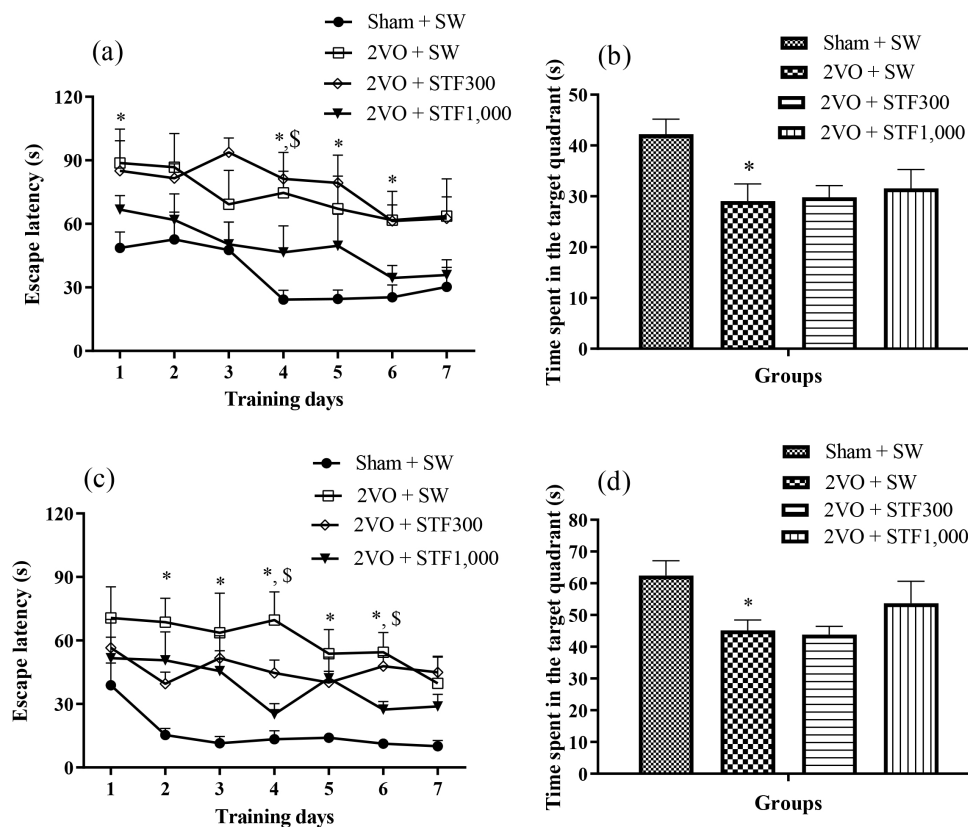 (a)
Sham + SW
2VO + SW
2VO + STF300
2VO + STF1,000
Escape latency (s)
120
90
60
30
0
* *,$ * *
1 2 3 4 5 6 7
Training days
(b)
Sham + SW
2VO + SW
2VO + STF300
2VO + STF1,000
Time spent in the target quadrant (s)
50
40
30
20
10
0
*
Groups
(c)
Sham + SW
2VO + SW
2VO + STF300
2VO + STF1,000
Escape latency (s)
120
90
60
30
0
* * *, $ * *, $
1 2 3 4 5 6 7
Training days
(d)
Sham + SW
2VO + SW
2VO + STF300
2VO + STF1,000
Time spent in the target quadrant (s)
80
70
60
50
40
30
20
10
0
*
Groups